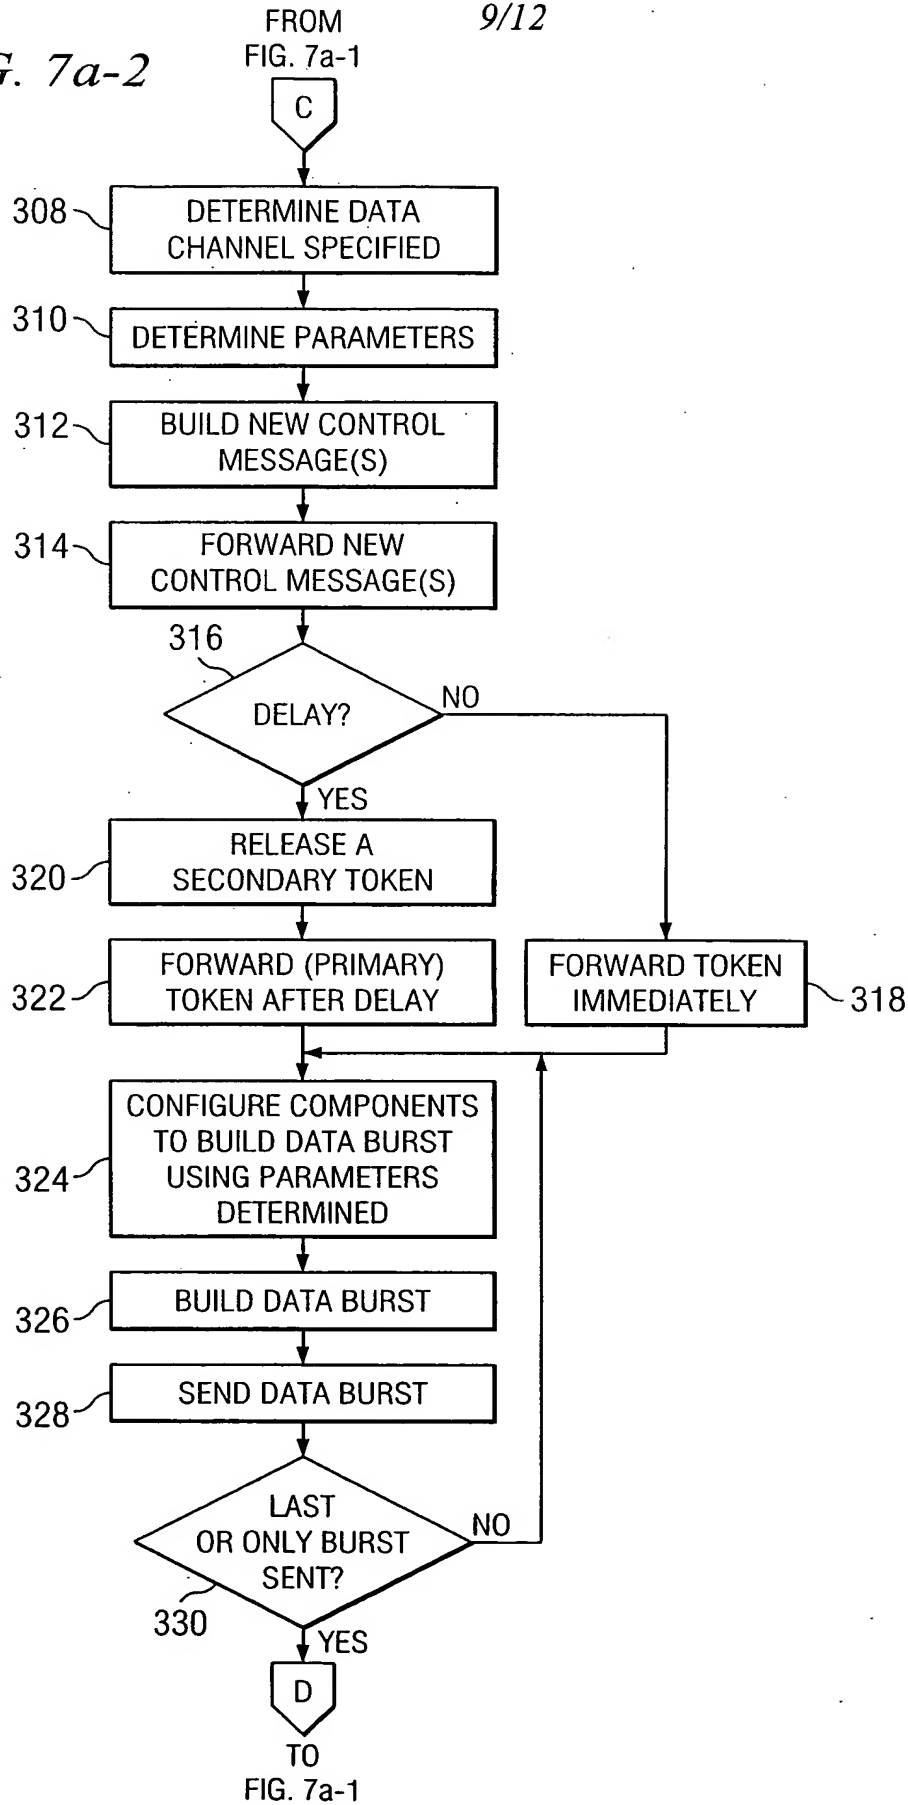 FROM
FIG. 7a-1
9/12
G. 7a-2
C
308
DETERMINE DATA
CHANNEL SPECIFIED
310
DETERMINE PARAMETERS
312
BUILD NEW CONTROL
MESSAGE(S)
314
FORWARD NEW
CONTROL MESSAGE(S)
316
DELAY?
NO
YES
320
RELEASE A
SECONDARY TOKEN
322
FORWARD (PRIMARY)
TOKEN AFTER DELAY
FORWARD TOKEN
IMMEDIATELY
318
324
CONFIGURE COMPONENTS
TO BUILD DATA BURST
USING PARAMETERS
DETERMINED
326
BUILD DATA BURST
328
SEND DATA BURST
LAST
OR ONLY BURST
SENT?
NO
330
YES
D
TO
FIG. 7a-1